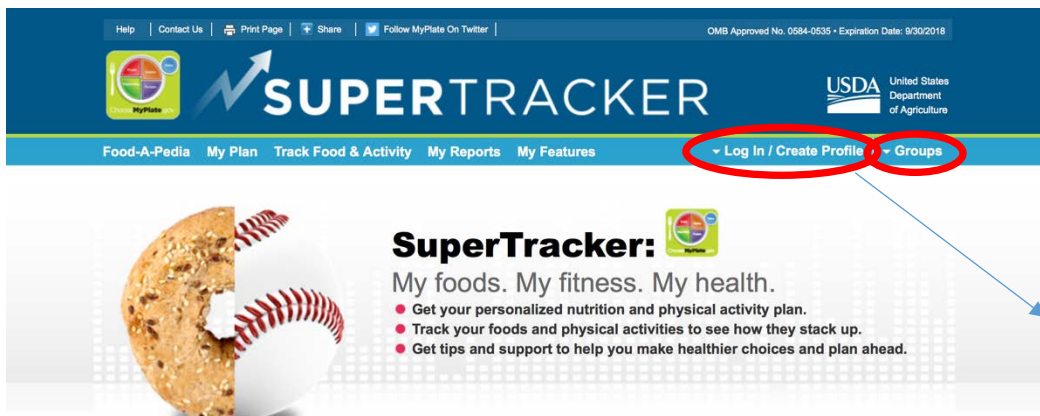 Help | Contact Us | Print Page | Share | Follow MyPlate On Twitter |
OMB Approved No. 0584-0535 • Expiration Date: 9/30/2018
MyPlate
SUPERTRACKER
USDA United States
Department
of Agriculture
Food-A-Pedia My Plan Track Food & Activity My Reports My Features Log In / Create Profile Groups
SuperTracker:
My foods. My fitness. My health.
● Get your personalized nutrition and physical activity plan.
● Track your foods and physical activities to see how they stack up.
● Get tips and support to help you make healthier choices and plan ahead.